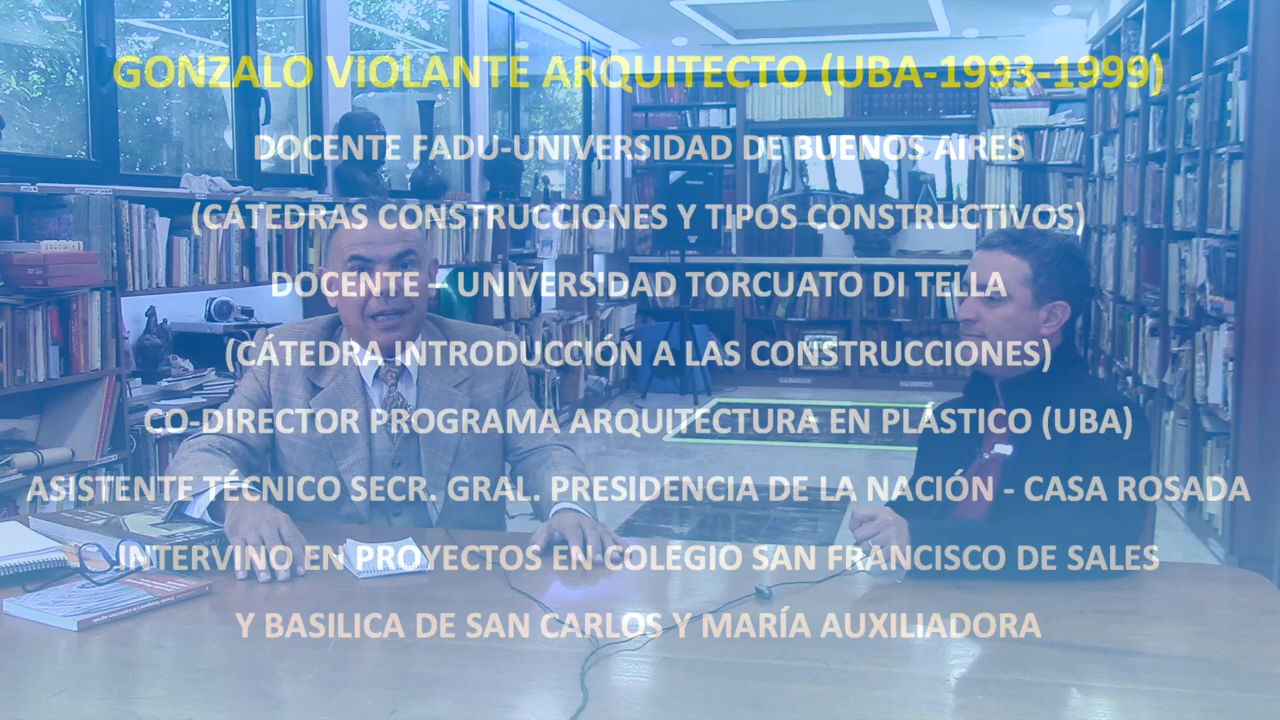 GONZALO VIOLANTE ARQUITECTO (UBA-1993-1999)
DOCENTE FADU-UNIVERSIDAD DE BUENOS AIRES
(CÁTEDRAS CONSTRUCCIONES Y TIPOS CONSTRUCTIVOS)
DOCENTE – UNIVERSIDAD TORCUATO DI TELLA
(CÁTEDRA INTRODUCCIÓN A LAS CONSTRUCCIONES)
CO-DIRECTOR PROGRAMA ARQUITECTURA EN PLÁSTICO (UBA)
ASISTENTE TÉCNICO SECR. GRAL. PRESIDENCIA DE LA NACIÓN - CASA ROSADA
INTERVINO EN PROYECTOS EN COLEGIO SAN FRANCISCO DE SALES
Y BASILICA DE SAN CARLOS Y MARÍA AUXILIADORA